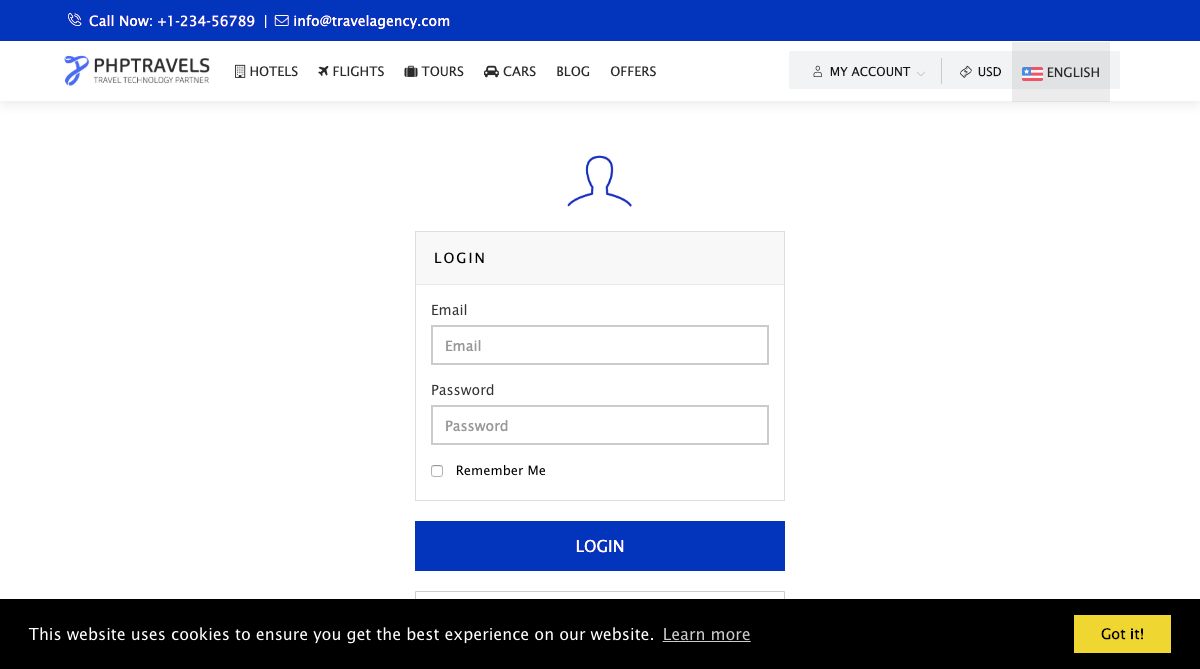 Call Now: +1-234-56789 | info@travelagency.com
PHPTRAVELS
TRAVEL TECHNOLOGY PARTNER
HOTELS FLIGHTS TOURS CARS BLOG OFFERS MY ACCOUNT USD ENGLISH
LOGIN
Email
Email
Password
Password
Remember Me
LOGIN
This website uses cookies to ensure you get the best experience on our website. Learn more Got it!